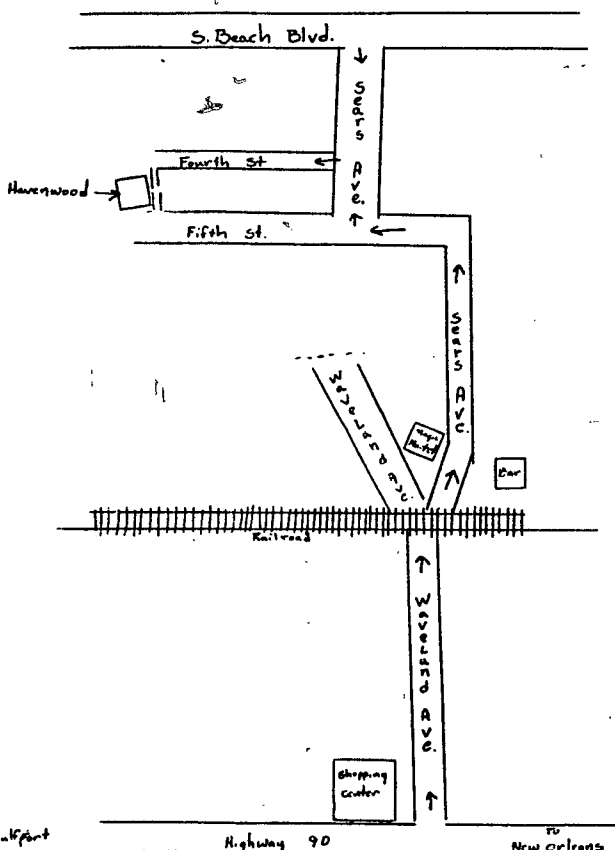 S. Beach Blvd.
Sears Ave.
Fourth St
Havenwood
Fifth St.
Sears Ave.
Waveland Ave.
Bar
Railroad
Waveland Ave.
Shopping
Center
Highway 90
to
New Orleans